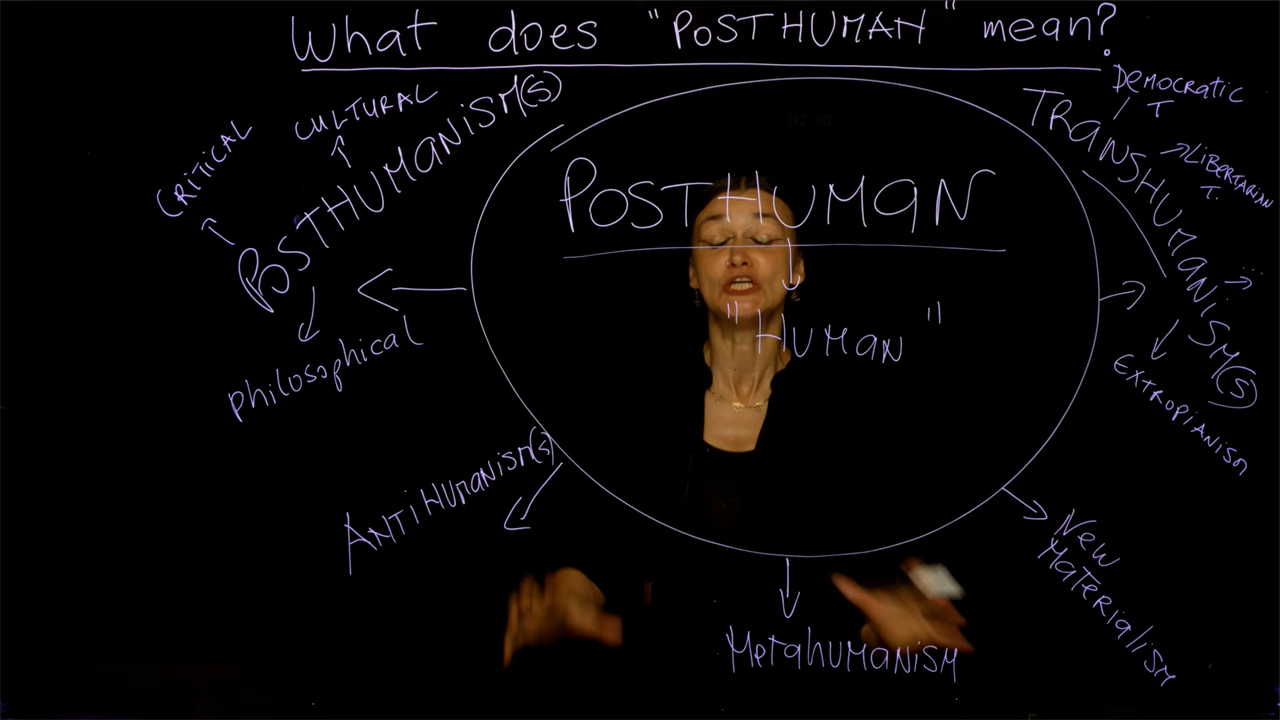 What does "POSTHUMAN" mean?
CRITICAL
CULTURAL
POSTHUMANISM(S)
philosophical
POSTHUMAN
"HUMAN"
DEMOCRATIC
T
TRANSHUMANISM(S)
LIBERTARIAN
T.
...
EXTROPIANISM
ANTIHUMANISM(S)
METAHUMANISM
NEW
MATERIALISM